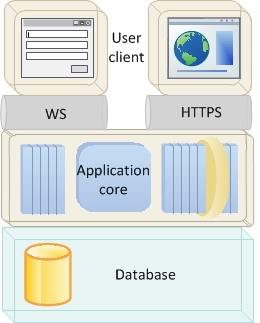 User
client
WS
HTTPS
Application
core
Database